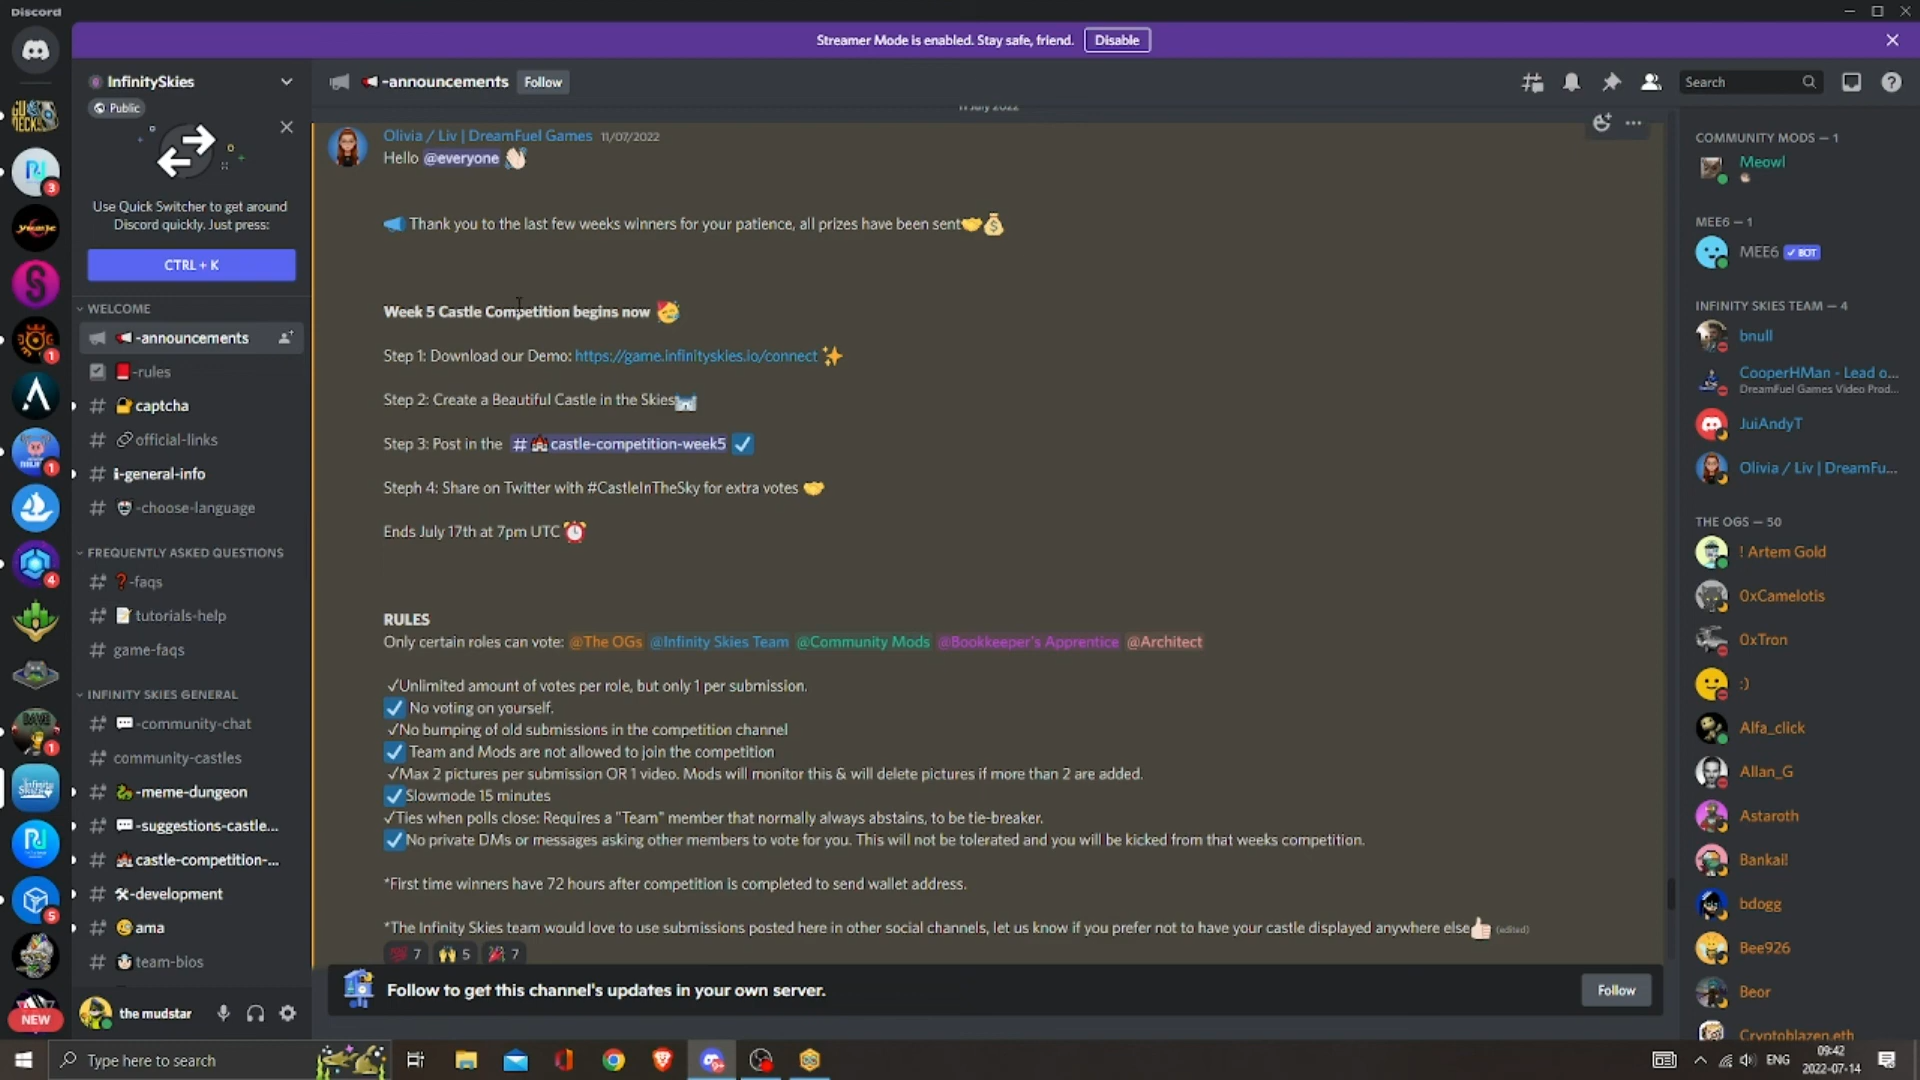 Discord
Streamer Mode is enabled. Stay safe, friend. Disable
InfinitySkies
Public
Use Quick Switcher to get around
Discord quickly. Just press:
CTRL + K
WELCOME
-announcements
-rules
captcha
official-links
-general-info
-choose-language
FREQUENTLY ASKED QUESTIONS
-faqs
tutorials-help
game-faqs
INFINITY SKIES GENERAL
-community-chat
community-castles
-meme-dungeon
-suggestions-castle...
castle-competition-...
-development
ama
team-bios
the mudstar
NEW
3
1
1
4
1
5
-announcements Follow
Search
11 July 2022
Olivia / Liv | DreamFuel Games 11/07/2022
Hello @everyone
Thank you to the last few weeks winners for your patience, all prizes have been sent
Week 5 Castle Competition begins now
Step 1: Download our Demo: https://game.infinityskies.io/connect
Step 2: Create a Beautiful Castle in the Skies
Step 3: Post in the # castle-competition-week5
Steph 4: Share on Twitter with #CastleInTheSky for extra votes
Ends July 17th at 7pm UTC
RULES
Only certain roles can vote: @The OGs @Infinity Skies Team @Community Mods @Bookkeeper's Apprentice @Architect
✓Unlimited amount of votes per role, but only 1 per submission.
No voting on yourself.
✓No bumping of old submissions in the competition channel
Team and Mods are not allowed to join the competition
✓Max 2 pictures per submission OR 1 video. Mods will monitor this & will delete pictures if more than 2 are added.
Slowmode 15 minutes
✓Ties when polls close: Requires a "Team" member that normally always abstains, to be tie-breaker.
No private DMs or messages asking other members to vote for you. This will not be tolerated and you will be kicked from that weeks competition.
*First time winners have 72 hours after competition is completed to send wallet address.
*The Infinity Skies team would love to use submissions posted here in other social channels, let us know if you prefer not to have your castle displayed anywhere else (edited)
7 5 7
Follow to get this channel's updates in your own server. Follow
COMMUNITY MODS — 1
Meowl
MEE6 — 1
MEE6 ✓ BOT
INFINITY SKIES TEAM — 4
bnull
CooperHMan - Lead o...
DreamFuel Games Video Prod...
JuiAndyT
Olivia / Liv | DreamFu...
THE OGS — 50
! Artem Gold
0xCamelotis
0xTron
:)
Alfa_click
Allan_G
Astaroth
Bankail
bdogg
Bee926
Beor
Cryptoblazen.eth
Type here to search
ENG
09:42
2022-07-14